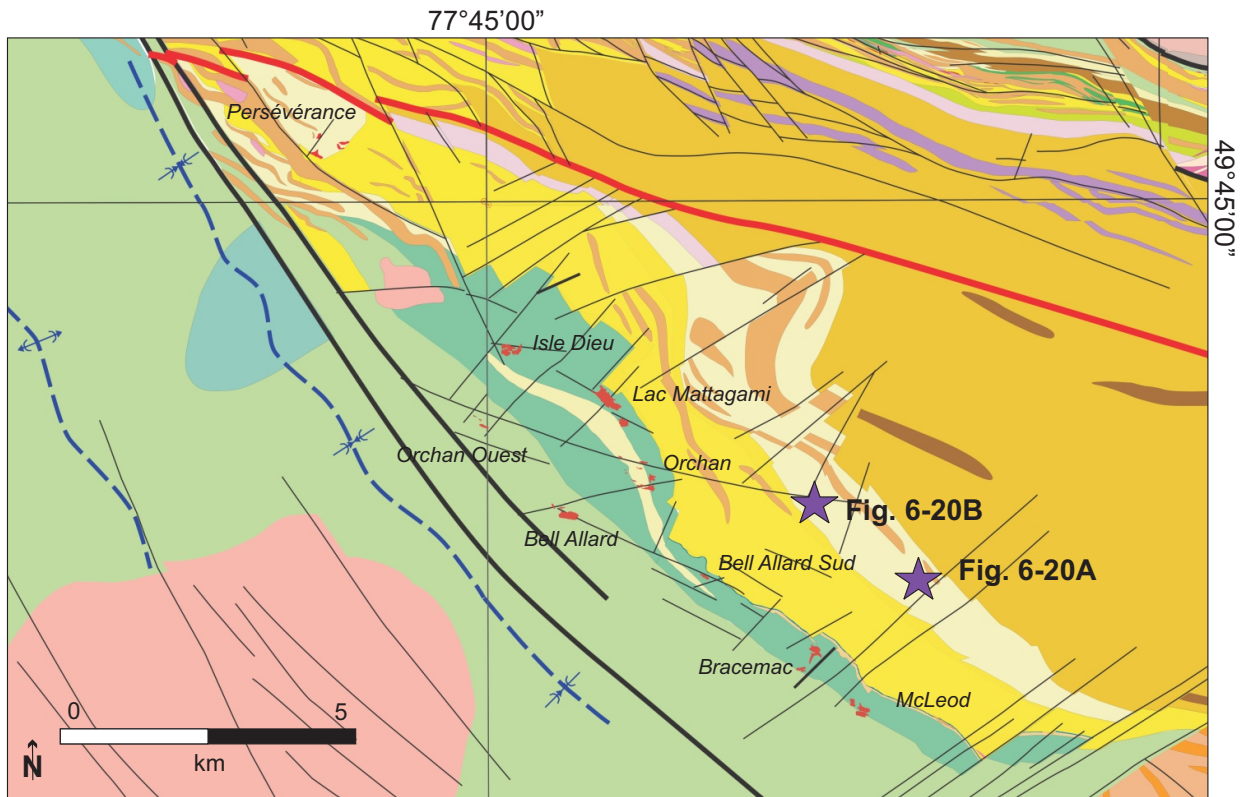 77°45’00”
Persévérance
49°45’00”
Isle Dieu
Lac Mattagami
Orchan Ouest
Orchan
Fig. 6-20B
Bell Allard
Bell Allard Sud
Fig. 6-20A
Bracemac
McLeod
0 5
km
N